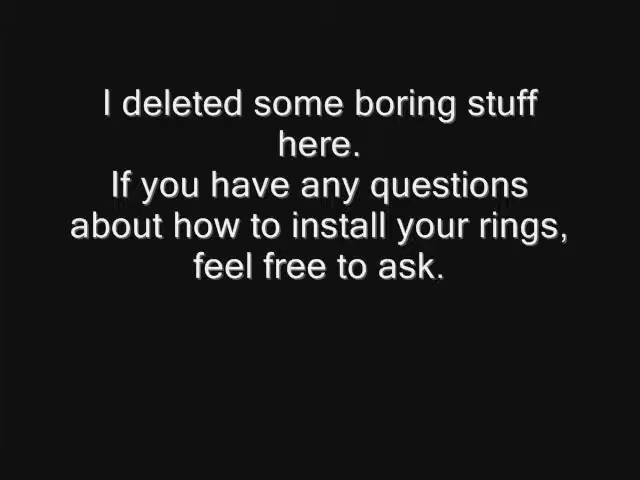 I deleted some boring stuff
here.
If you have any questions
about how to install your rings,
feel free to ask.